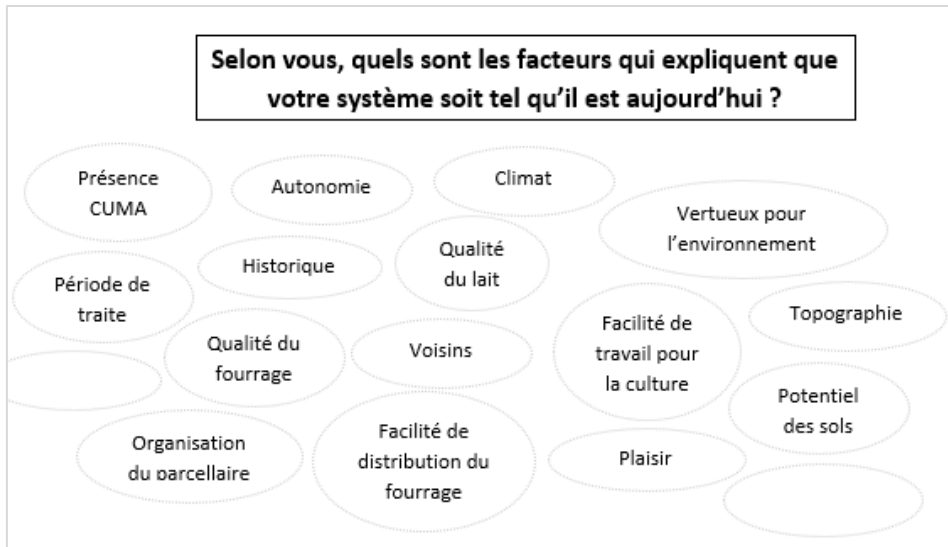 Selon vous, quels sont les facteurs qui expliquent que
votre système soit tel qu'il est aujourd'hui ?
Présence
CUMA
Autonomie
Climat
Vertueux pour
l'environnement
Période de
traite
Historique
Qualité
du lait
Topographie
Qualité du
fourrage
Voisins
Facilité de
travail pour
la culture
Potentiel
des sols
Organisation
du parcellaire
Facilité de
distribution du
fourrage
Plaisir